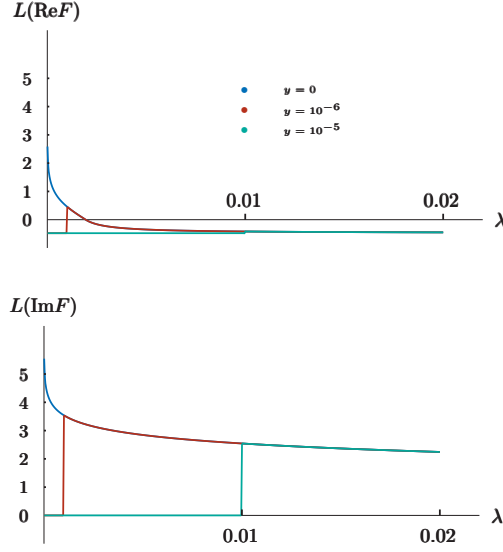 L(ReF)
5
4
3
2
1
0
y = 0
y = 10⁻⁶
y = 10⁻⁵
0.01
0.02
λ
L(ImF)
5
4
3
2
1
0
0.01
0.02
λ